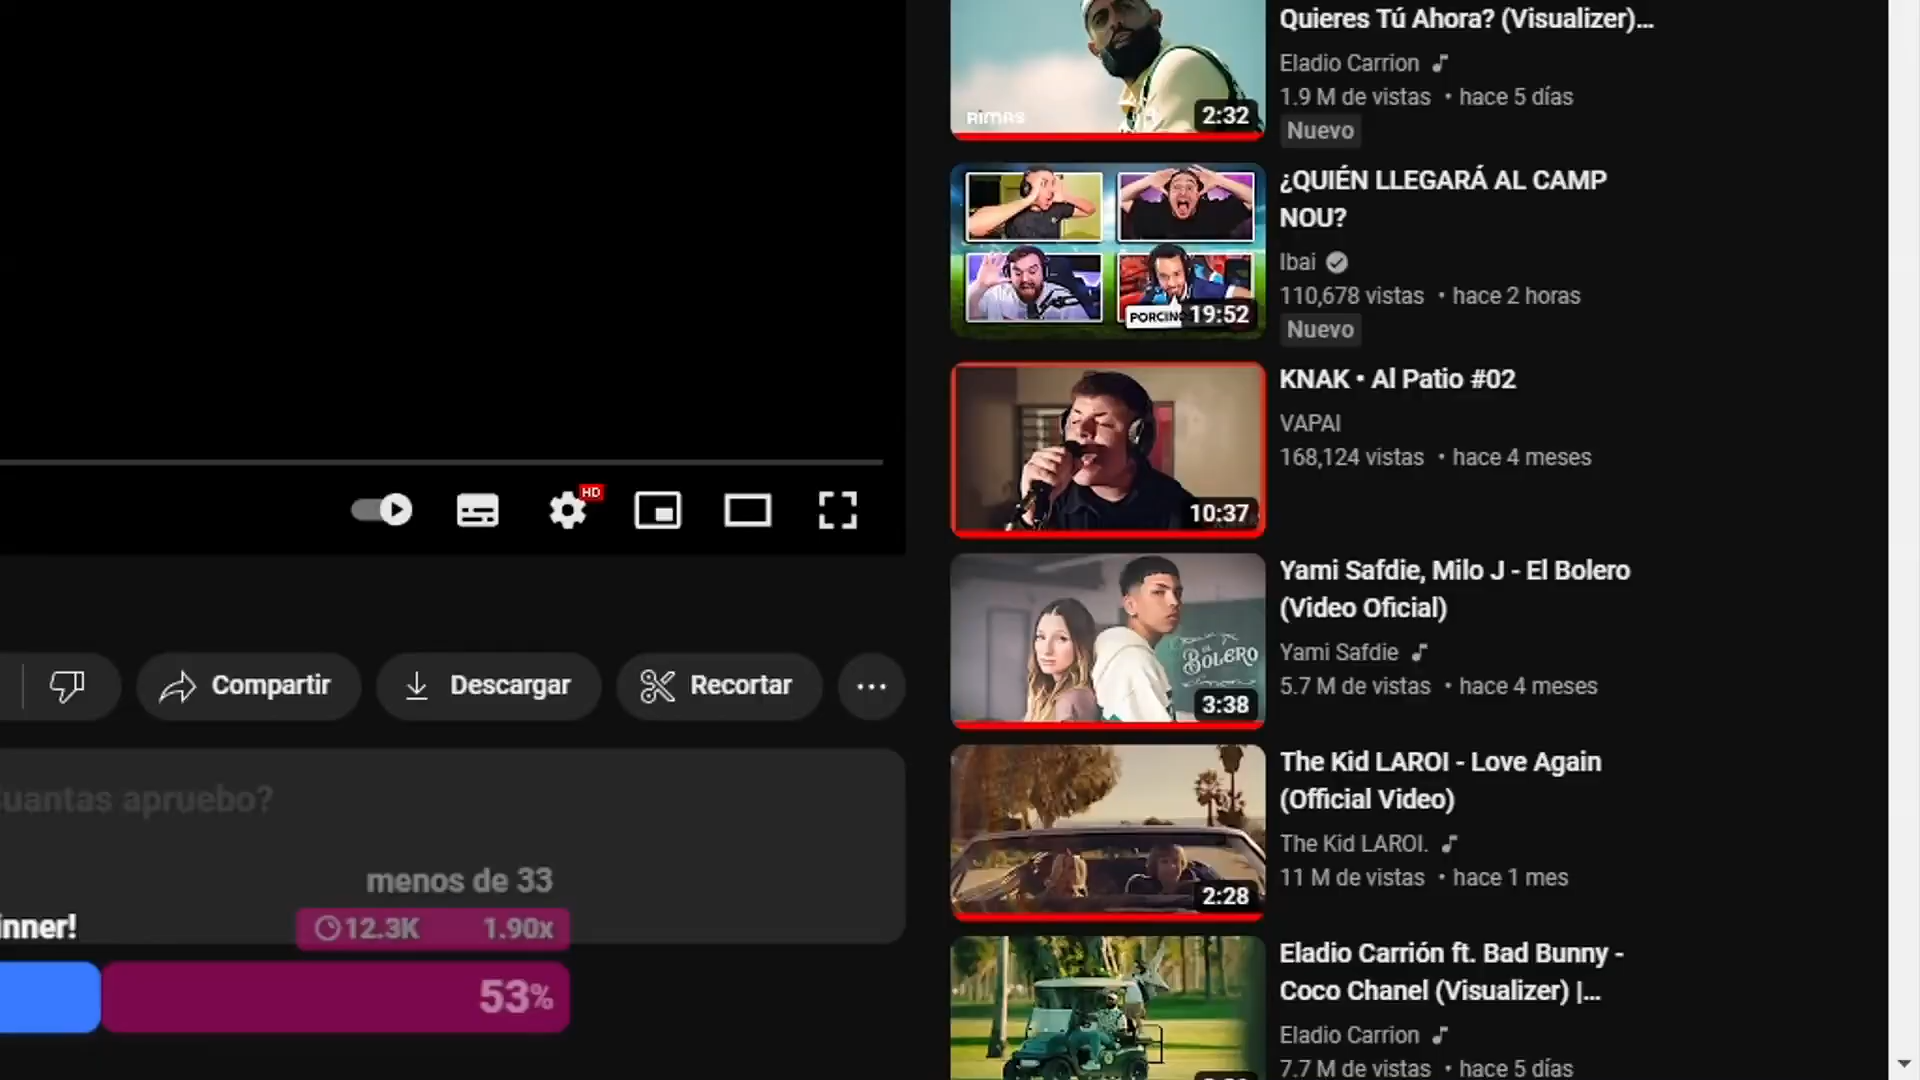 Quieres Tú Ahora? (Visualizer)...
Eladio Carrion
1.9 M de vistas • hace 5 días
Nuevo
RIMAS
2:32
¿QUIÉN LLEGARÁ AL CAMP
NOU?
Ibai
110,678 vistas • hace 2 horas
Nuevo
19:52
KNAK • Al Patio #02
VAPAI
168,124 vistas • hace 4 meses
10:37
Yami Safdie, Milo J - El Bolero
(Video Oficial)
Yami Safdie
5.7 M de vistas • hace 4 meses
EL
BOLERO
3:38
The Kid LAROI - Love Again
(Official Video)
The Kid LAROI.
11 M de vistas • hace 1 mes
2:28
Eladio Carrión ft. Bad Bunny -
Coco Chanel (Visualizer) |...
Eladio Carrion
7.7 M de vistas • hace 5 días
HD
Compartir
Descargar
Recortar
uantas apruebo?
menos de 33
inner!
12.3K
1.90x
53%